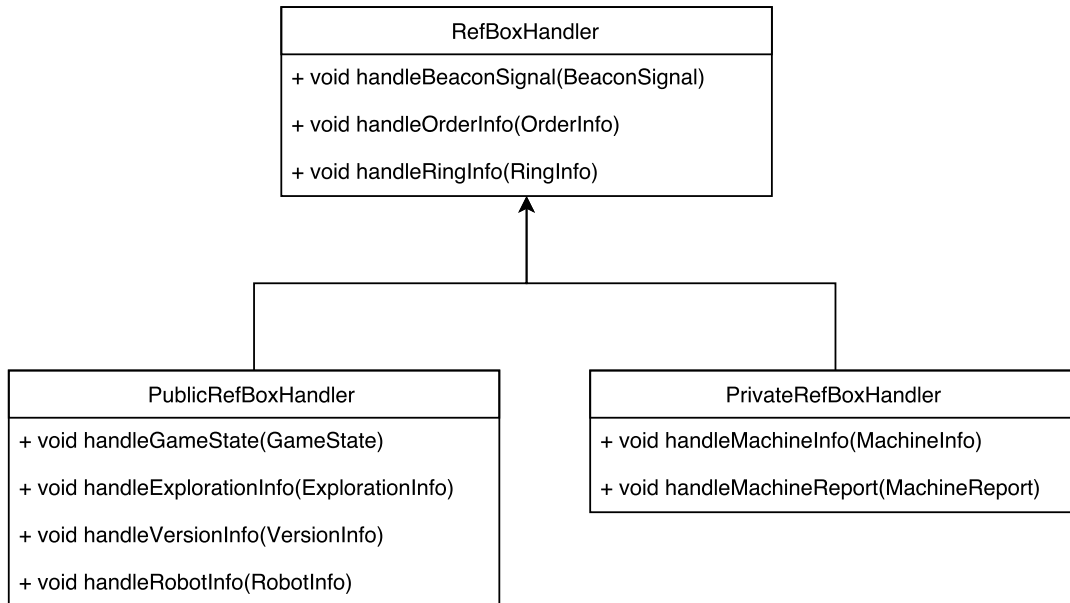 RefBoxHandler
+ void handleBeaconSignal(BeaconSignal)
+ void handleOrderInfo(OrderInfo)
+ void handleRingInfo(RingInfo)
PublicRefBoxHandler
+ void handleGameState(GameState)
+ void handleExplorationInfo(ExplorationInfo)
+ void handleVersionInfo(VersionInfo)
+ void handleRobotInfo(RobotInfo)
PrivateRefBoxHandler
+ void handleMachineInfo(MachineInfo)
+ void handleMachineReport(MachineReport)